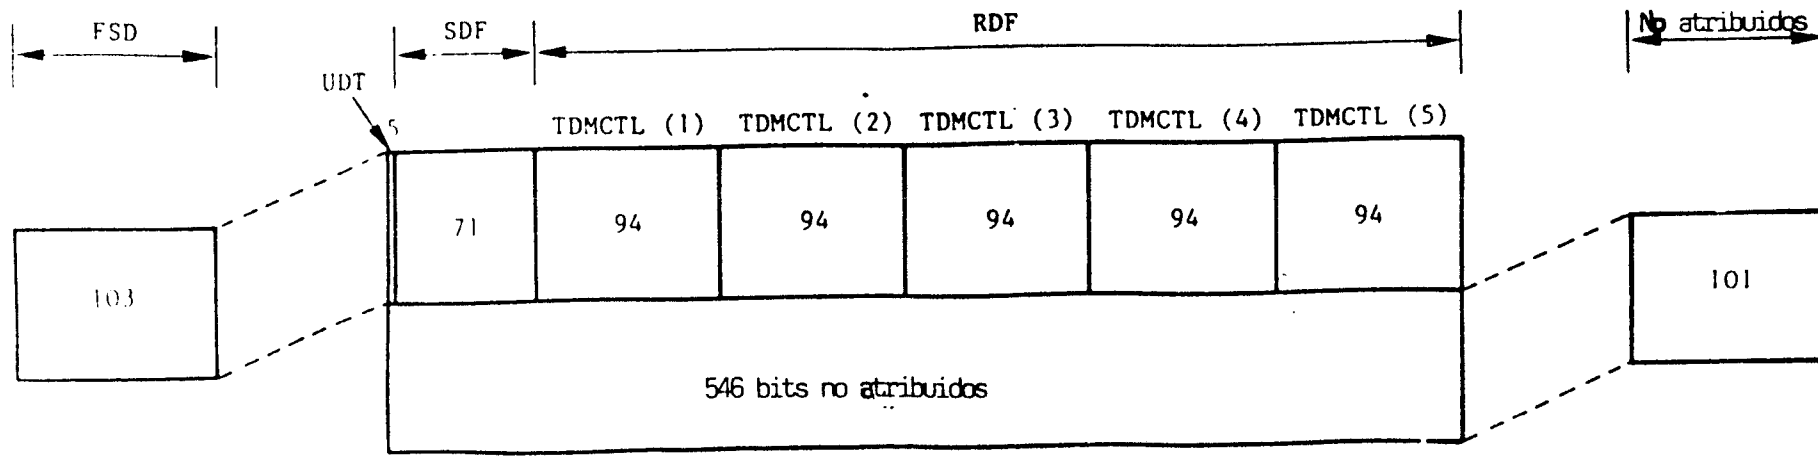 FSD
SDF
RDF
No atribuidos
UDT
5
TDMCTL (1)
TDMCTL (2)
TDMCTL (3)
TDMCTL (4)
TDMCTL (5)
71
94
94
94
94
94
103
101
546 bits no atribuidos